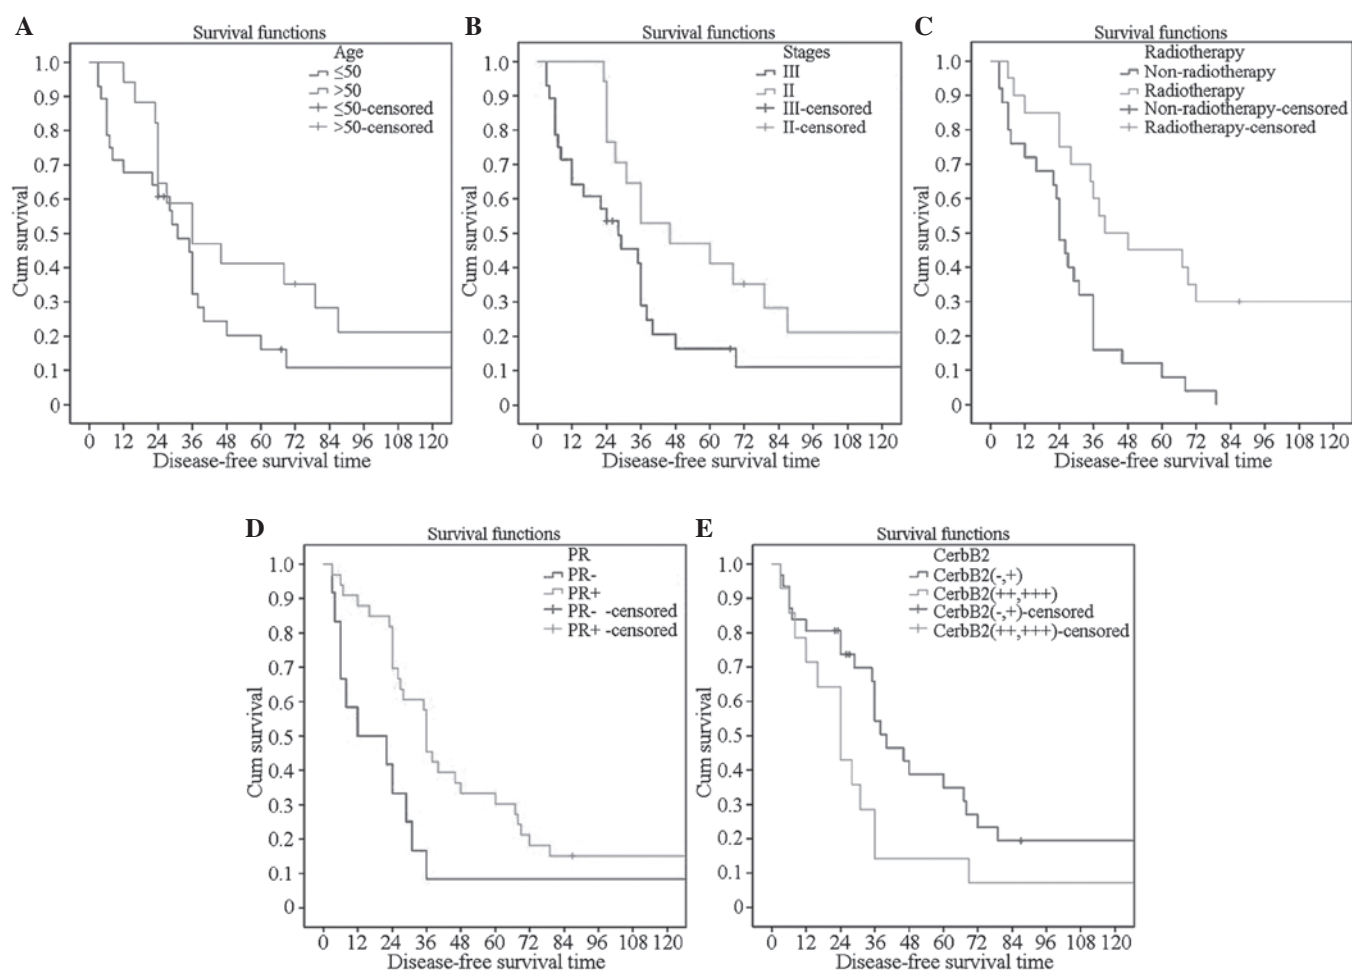 A
Survival functions
Age
≤50
>50
≤50-censored
>50-censored
Cum survival
1.0
0.9
0.8
0.7
0.6
0.5
0.4
0.3
0.2
0.1
0
0 12 24 36 48 60 72 84 96 108 120
Disease-free survival time
B
Survival functions
Stages
III
II
III-censored
II-censored
Cum survival
1.0
0.9
0.8
0.7
0.6
0.5
0.4
0.3
0.2
0.1
0
0 12 24 36 48 60 72 84 96 108 120
Disease-free survival time
C
Survival functions
Radiotherapy
Non-radiotherapy
Radiotherapy
Non-radiotherapy-censored
Radiotherapy-censored
Cum survival
1.0
0.9
0.8
0.7
0.6
0.5
0.4
0.3
0.2
0.1
0
0 12 24 36 48 60 72 84 96 108 120
Disease-free survival time
D
Survival functions
PR
PR-
PR+
PR- -censored
PR+ -censored
Cum survival
1.0
0.9
0.8
0.7
0.6
0.5
0.4
0.3
0.2
0.1
0
0 12 24 36 48 60 72 84 96 108 120
Disease-free survival time
E
Survival functions
CerbB2
CerbB2(-,+)
CerbB2(++,+++)
CerbB2(-,+)-censored
CerbB2(++,+++)-censored
Cum survival
1.0
0.9
0.8
0.7
0.6
0.5
0.4
0.3
0.2
0.1
0
0 12 24 36 48 60 72 84 96 108 120
Disease-free survival time